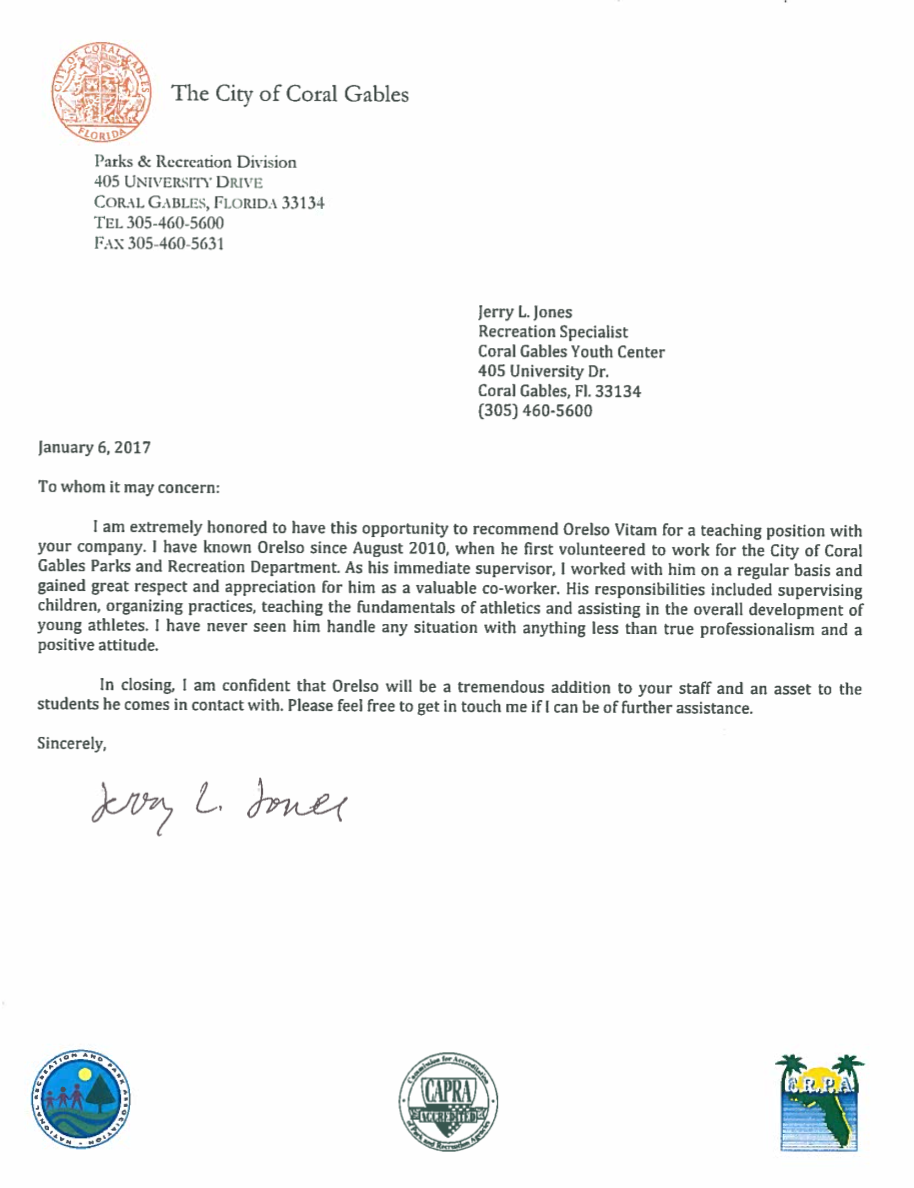 CITY OF CORAL GABLES
FLORIDA
The City of Coral Gables
Parks & Recreation Division
405 UNIVERSITY DRIVE
CORAL GABLES, FLORIDA 33134
TEL 305-460-5600
FAX 305-460-5631
Jerry L. Jones
Recreation Specialist
Coral Gables Youth Center
405 University Dr.
Coral Gables, Fl. 33134
(305) 460-5600
January 6, 2017
To whom it may concern:
I am extremely honored to have this opportunity to recommend Orelso Vitam for a teaching position with
your company. I have known Orelso since August 2010, when he first volunteered to work for the City of Coral
Gables Parks and Recreation Department. As his immediate supervisor, I worked with him on a regular basis and
gained great respect and appreciation for him as a valuable co-worker. His responsibilities included supervising
children, organizing practices, teaching the fundamentals of athletics and assisting in the overall development of
young athletes. I have never seen him handle any situation with anything less than true professionalism and a
positive attitude.
In closing, I am confident that Orelso will be a tremendous addition to your staff and an asset to the
students he comes in contact with. Please feel free to get in touch me if I can be of further assistance.
Sincerely,
Jerry L. Jones
NATIONAL RECREATION AND PARK ASSOCIATION
Commission for Accreditation
CAPRA
ACCREDITED
of Park and Recreation Agencies
F.R.P.A